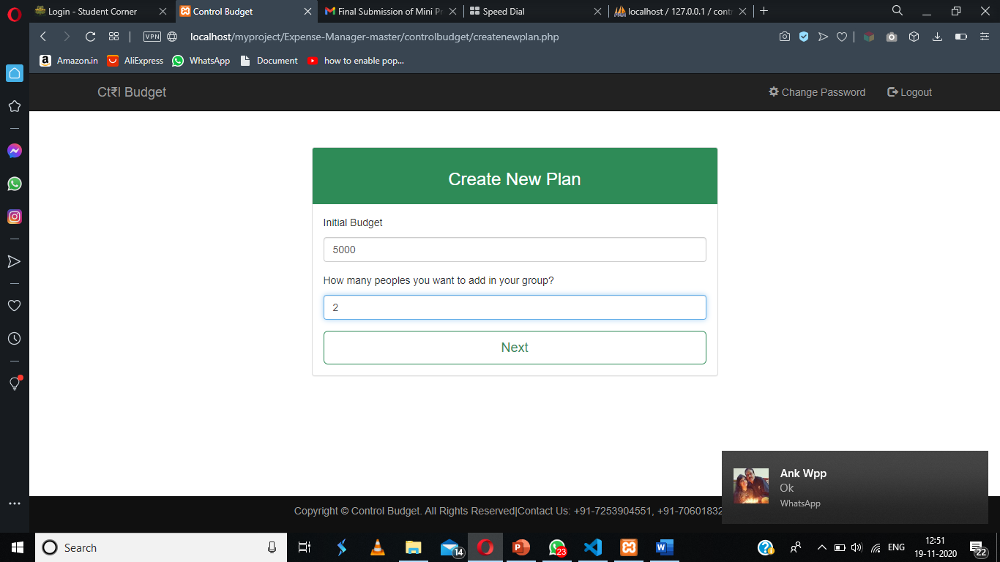 Login - Student Corner
Control Budget
Final Submission of Mini Pr
Speed Dial
localhost / 127.0.0.1 / contr
VPN
localhost/myproject/Expense-Manager-master/controlbudget/createnewplan.php
Amazon.in
AliExpress
WhatsApp
Document
how to enable pop...
Ct₹l Budget
Change Password
Logout
Create New Plan
Initial Budget
5000
How many peoples you want to add in your group?
2
Next
Ank Wpp
Ok
WhatsApp
Copyright © Control Budget. All Rights Reserved|Contact Us: +91-7253904551, +91-70601832
Search
14
23
ENG
12:51
19-11-2020
22